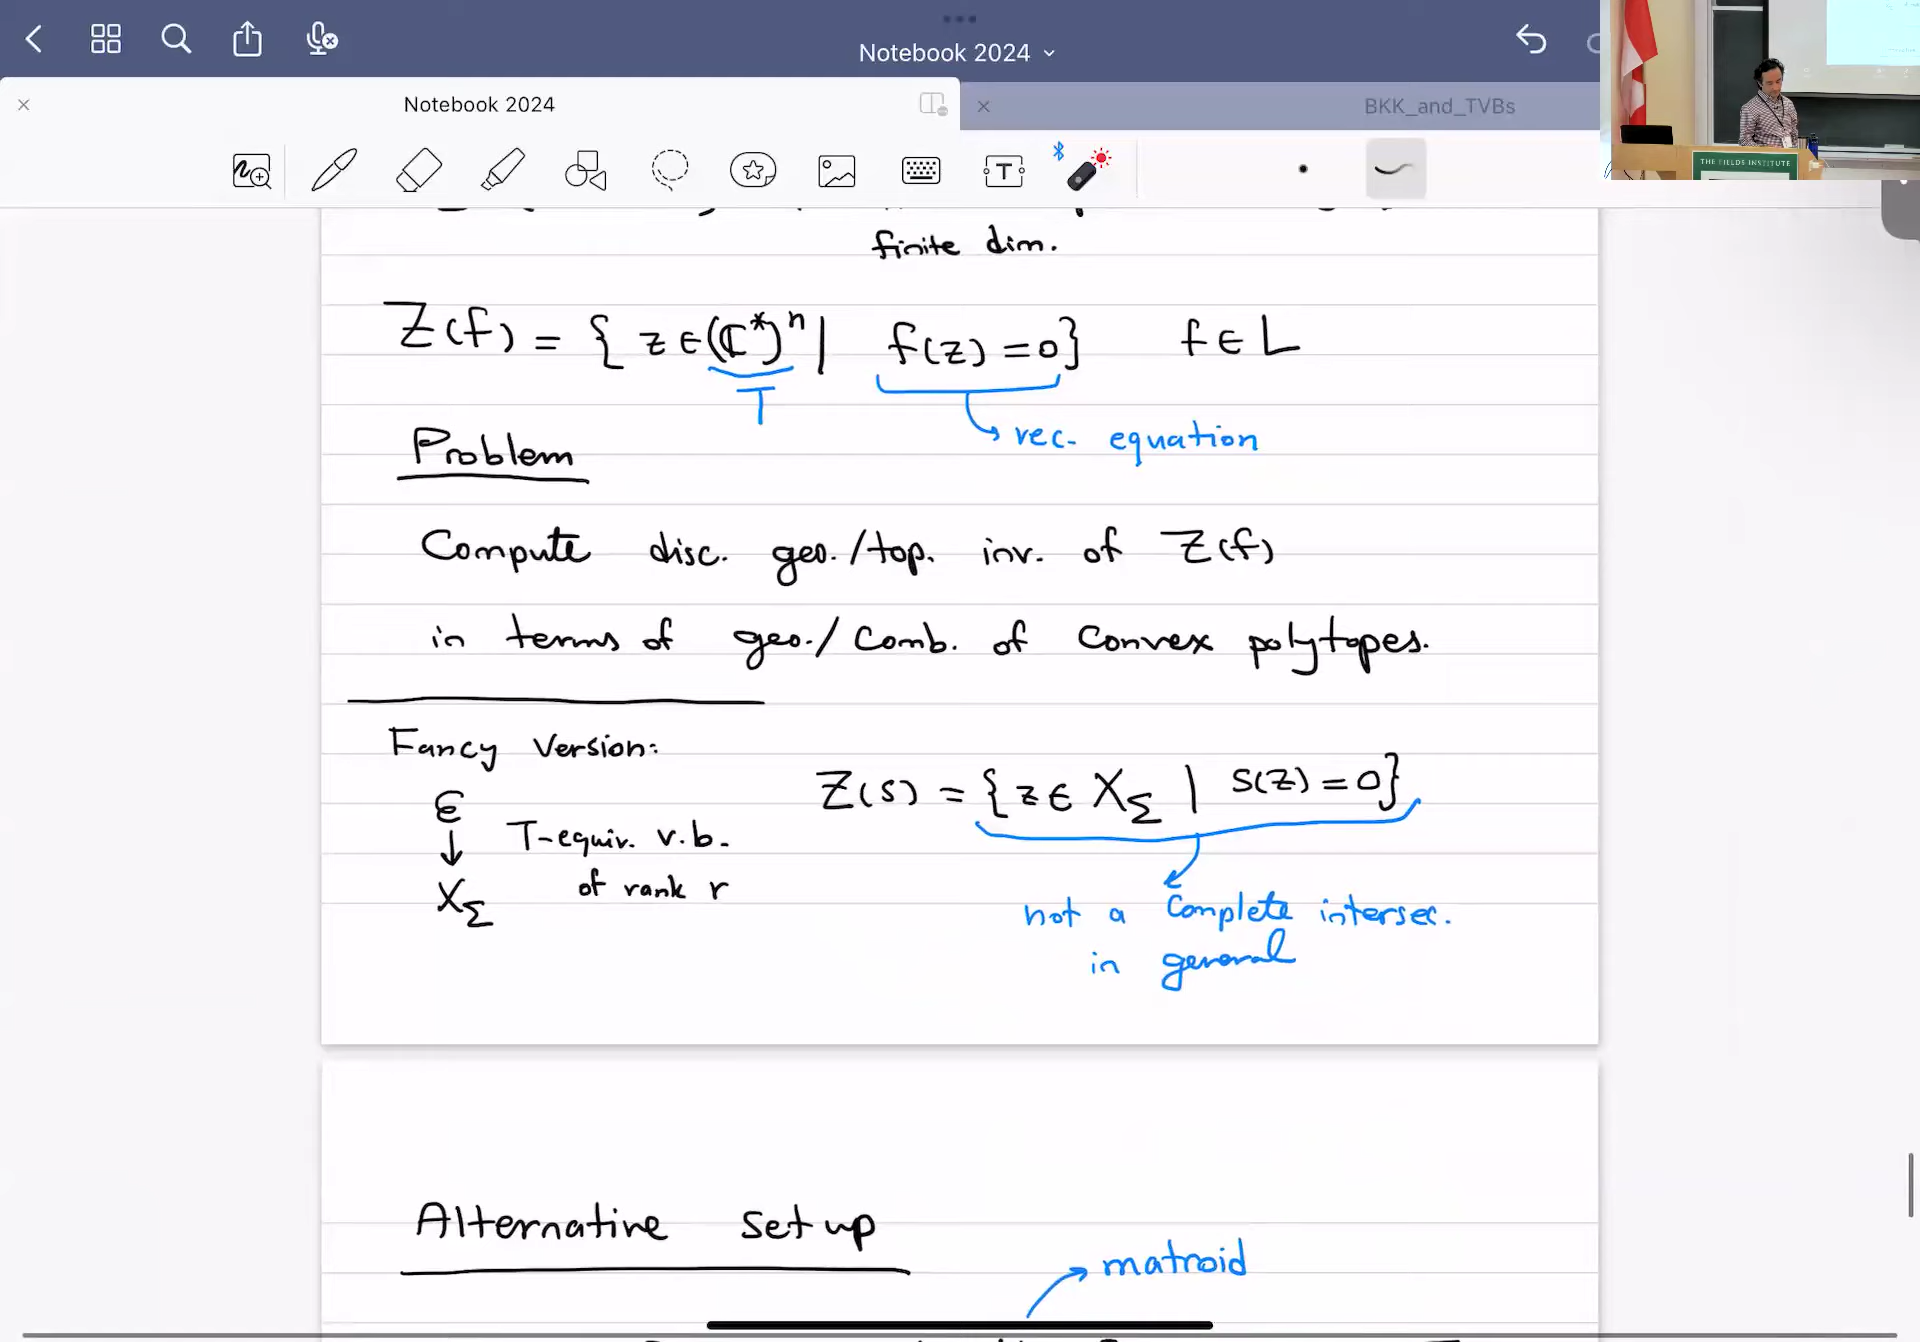 Notebook 2024
Notebook 2024
BKK_and_TVBs
THE FIELDS INSTITUTE
finite dim.
Z(f) = { z ∈ (ℂ*)ⁿ | f(z) = 0 } f ∈ L
T
vec. equation
Problem
Compute disc. geo./top. inv. of Z(f)
in terms of geo./comb. of convex polytopes.
Fancy Version:
Z(s) = { z ∈ X_Σ | s(z) = 0 }
ℰ
↓ T-equiv. v.b.
X_Σ of rank r
not a complete intersec.
in general
Alternative setup
matroid